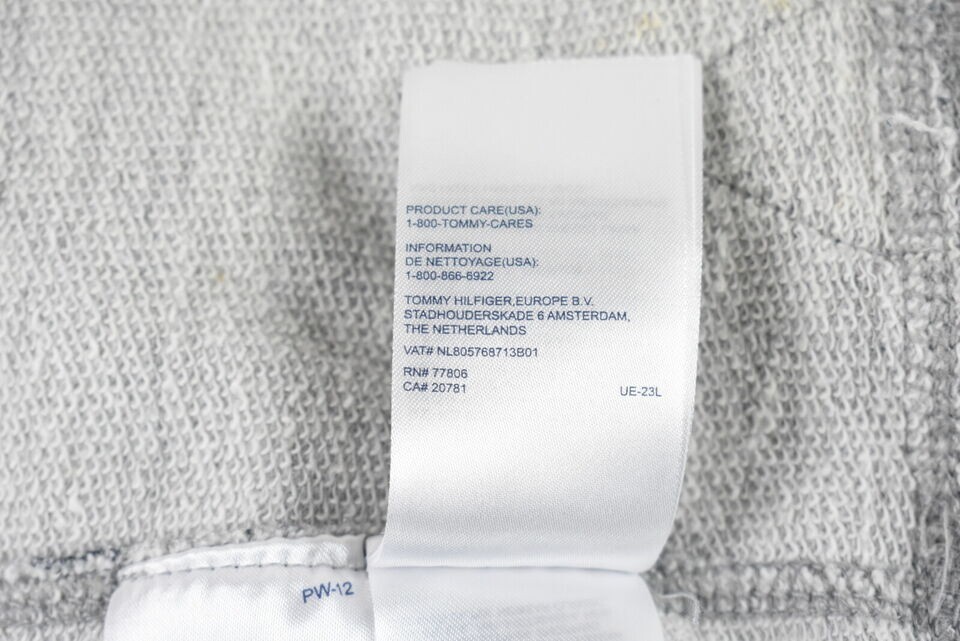 PRODUCT CARE(USA):
1-800-TOMMY-CARES
INFORMATION
DE NETTOYAGE(USA):
1-800-866-6922
TOMMY HILFIGER,EUROPE B.V.
STADHOUDERSKADE 6 AMSTERDAM,
THE NETHERLANDS
VAT# NL805768713B01
RN# 77806
CA# 20781
UE-23L
PW-12